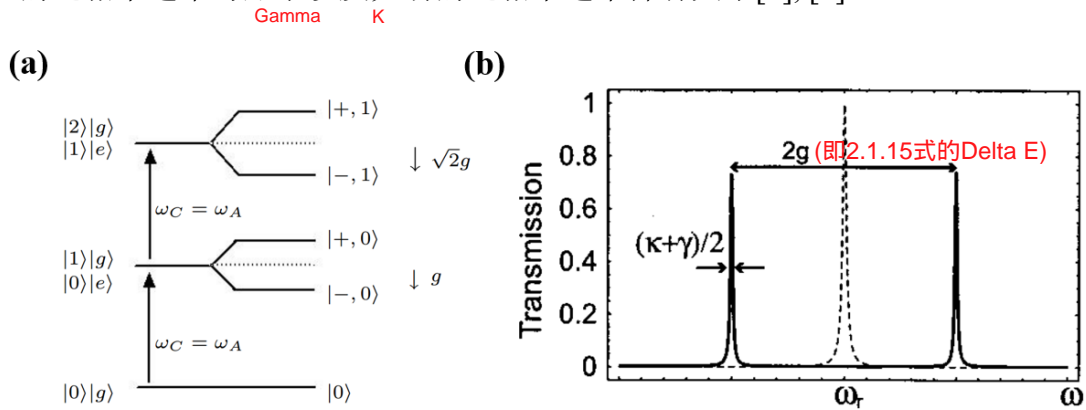 Gamma K
(a)
|+, 1⟩
|2⟩|g⟩
|1⟩|e⟩
↓ √2g
|−, 1⟩
ω_C = ω_A
|+, 0⟩
|1⟩|g⟩
|0⟩|e⟩
↓ g
|−, 0⟩
ω_C = ω_A
|0⟩|g⟩
|0⟩
(b)
1
0.8
0.6
0.4
0.2
0
Transmission
2g (即2.1.15式的Delta E)
(κ+γ)/2
ω_r
ω